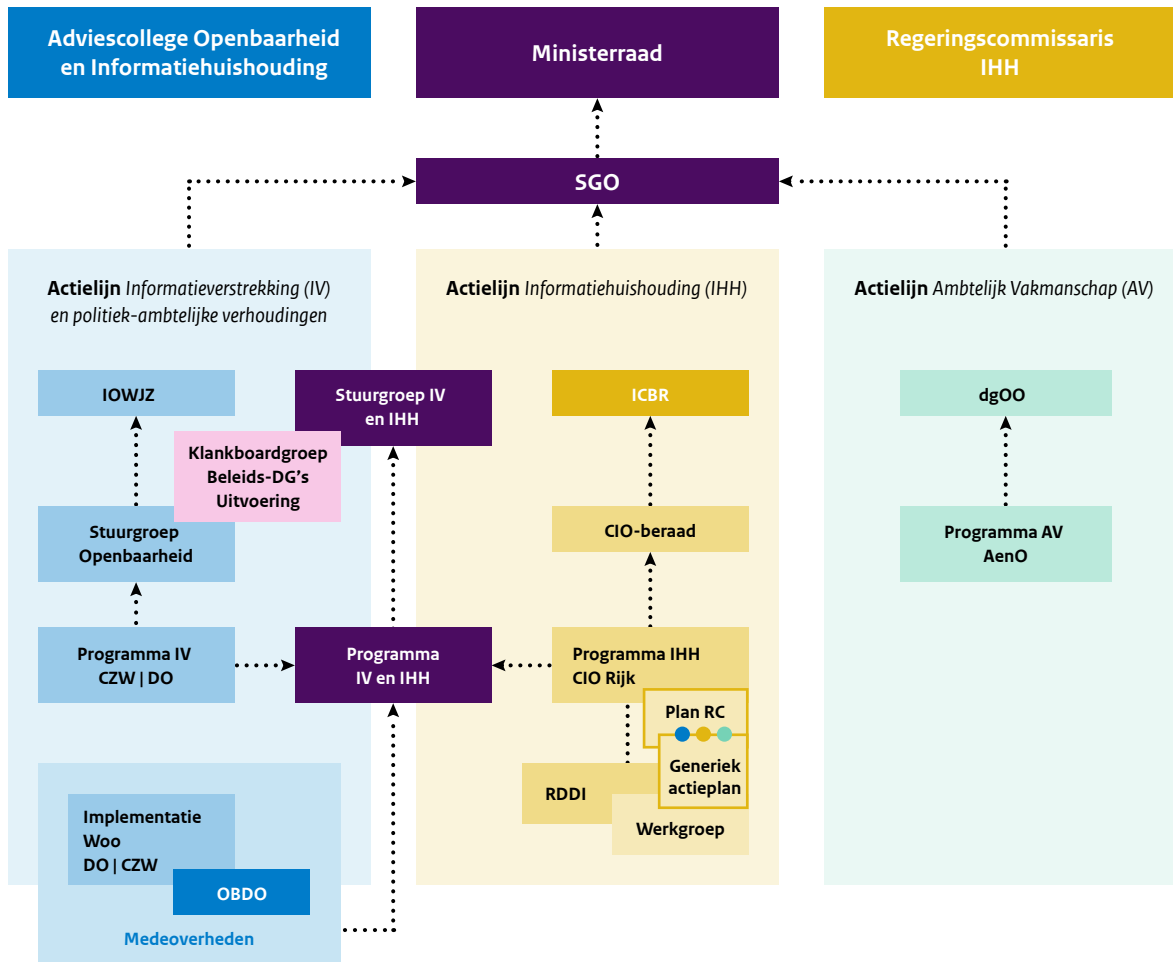 Adviescollege Openbaarheid
en Informatiehuishouding
Ministerraad
Regeringscommissaris
IHH
SGO
Actielijn Informatieverstrekking (IV)
en politiek-ambtelijke verhoudingen
Actielijn Informatiehuishouding (IHH)
Actielijn Ambtelijk Vakmanschap (AV)
IOWJZ
Stuurgroep IV
en IHH
ICBR
dgOO
Klankboardgroep
Beleids-DG's
Uitvoering
Stuurgroep
Openbaarheid
CIO-beraad
Programma AV
AenO
Programma IV
CZW | DO
Programma
IV en IHH
Programma IHH
CIO Rijk
Plan RC
Generiek
actieplan
RDDI
Werkgroep
Implementatie
Woo
DO | CZW
OBDO
Medeoverheden